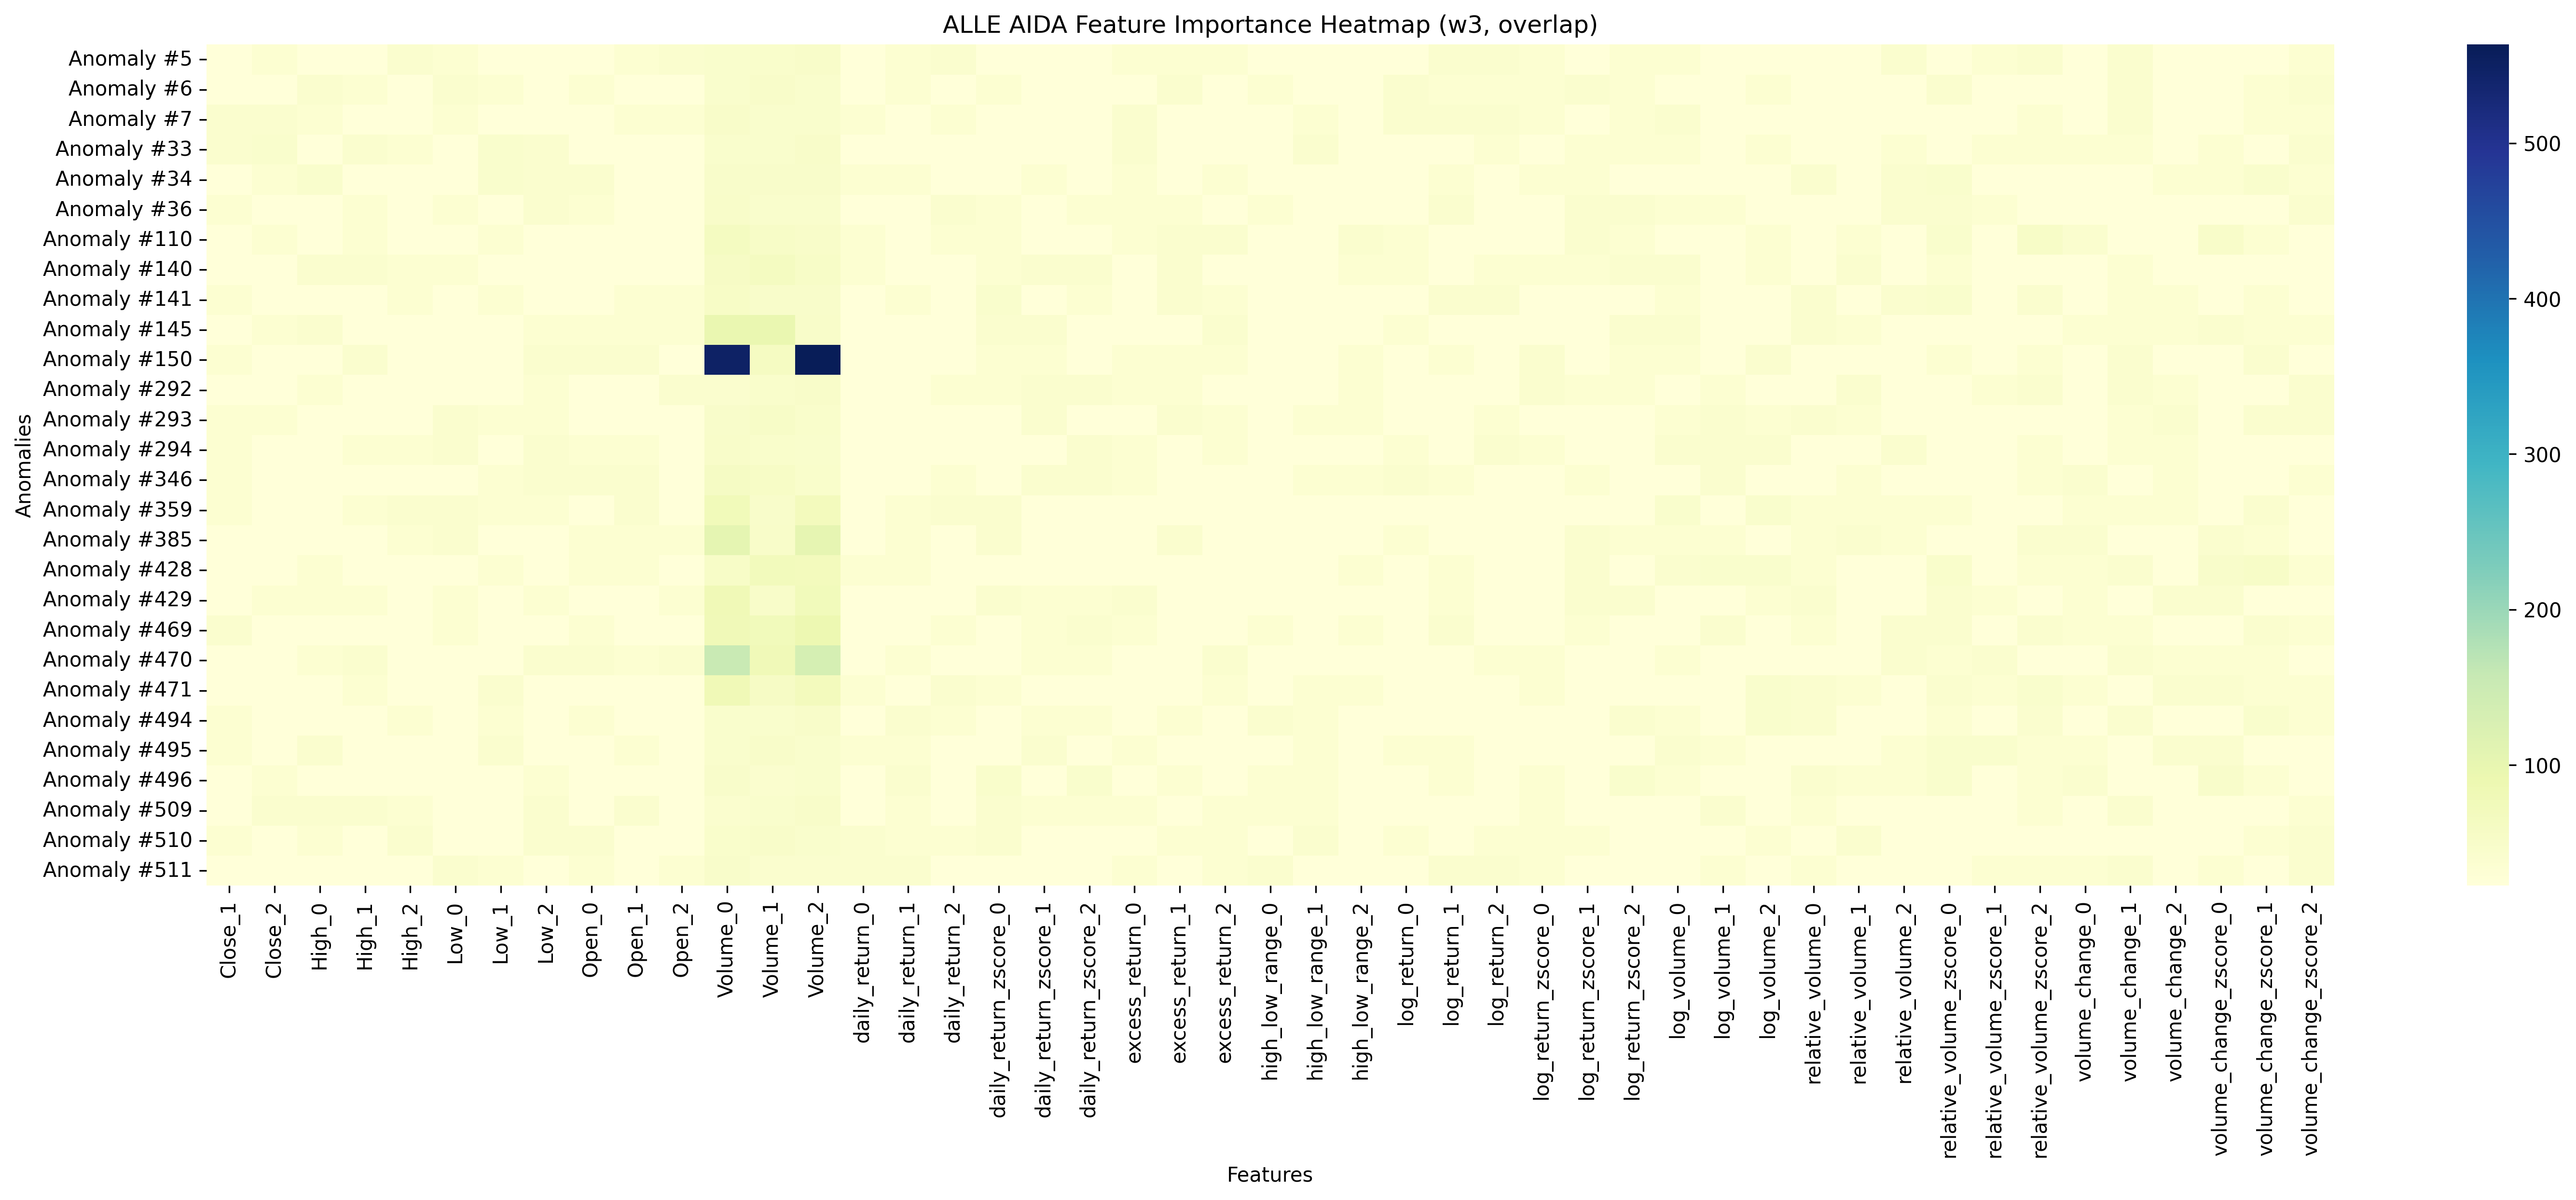 ALLE AIDA Feature Importance Heatmap (w3, overlap)
Anomalies
Anomaly #5
Anomaly #6
Anomaly #7
Anomaly #33
Anomaly #34
Anomaly #36
Anomaly #110
Anomaly #140
Anomaly #141
Anomaly #145
Anomaly #150
Anomaly #292
Anomaly #293
Anomaly #294
Anomaly #346
Anomaly #359
Anomaly #385
Anomaly #428
Anomaly #429
Anomaly #469
Anomaly #470
Anomaly #471
Anomaly #494
Anomaly #495
Anomaly #496
Anomaly #509
Anomaly #510
Anomaly #511
500
400
300
200
100
Close_1
Close_2
High_0
High_1
High_2
Low_0
Low_1
Low_2
Open_0
Open_1
Open_2
Volume_0
Volume_1
Volume_2
daily_return_0
daily_return_1
daily_return_2
daily_return_zscore_0
daily_return_zscore_1
daily_return_zscore_2
excess_return_0
excess_return_1
excess_return_2
high_low_range_0
high_low_range_1
high_low_range_2
log_return_0
log_return_1
log_return_2
log_return_zscore_0
log_return_zscore_1
log_return_zscore_2
log_volume_0
log_volume_1
log_volume_2
relative_volume_0
relative_volume_1
relative_volume_2
relative_volume_zscore_0
relative_volume_zscore_1
relative_volume_zscore_2
volume_change_0
volume_change_1
volume_change_2
volume_change_zscore_0
volume_change_zscore_1
volume_change_zscore_2
Features